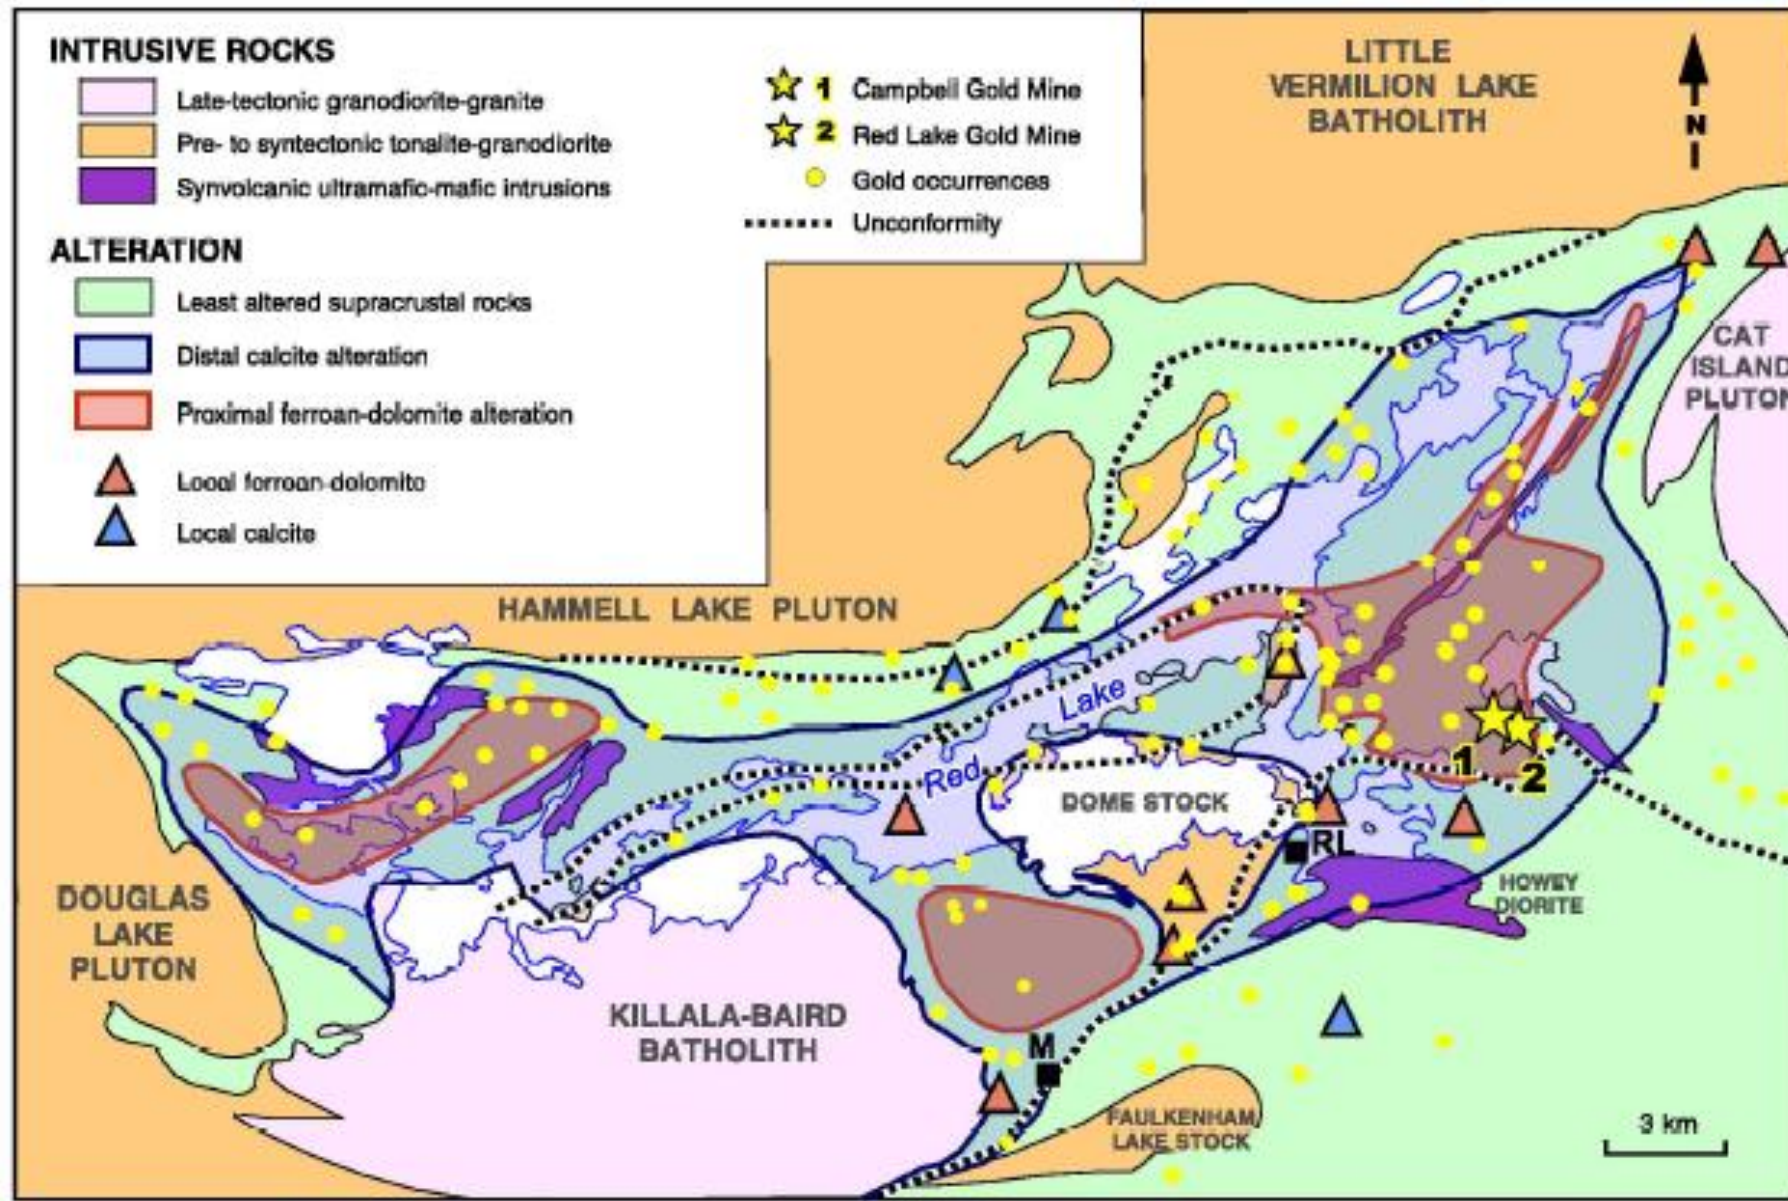 INTRUSIVE ROCKS
Late-tectonic granodiorite-granite
Pre- to syntectonic tonalite-granodiorite
Synvolcanic ultramafic-mafic intrusions
ALTERATION
Least altered supracrustal rocks
Distal calcite alteration
Proximal ferroan-dolomite alteration
Local ferroan-dolomite
Local calcite
1 Campbell Gold Mine
2 Red Lake Gold Mine
Gold occurrences
Unconformity
LITTLE
VERMILION LAKE
BATHOLITH
N
CAT
ISLAND
PLUTON
HAMMELL LAKE PLUTON
Red Lake
DOME STOCK
1
2
RL
HOWEY
DIORITE
DOUGLAS
LAKE
PLUTON
KILLALA-BAIRD
BATHOLITH
M
FAULKENHAM
LAKE STOCK
3 km